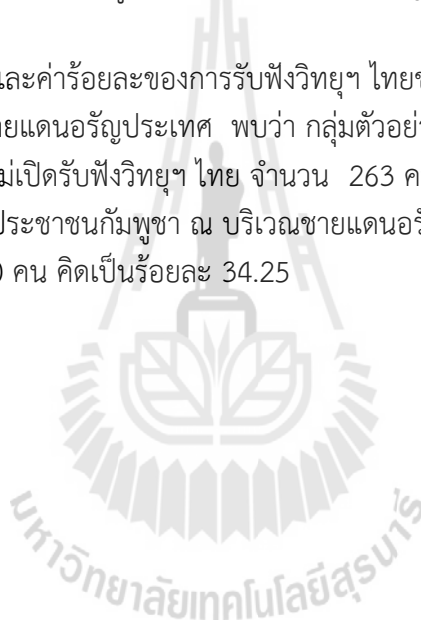 และค่าร้อยละของการรับฟังวิทยุฯ ไทย
ายแดนอรัญประเทศ พบว่า กลุ่มตัวอย่า
ม่เปิดรับฟังวิทยุฯ ไทย จำนวน 263 ค
ประชาชนกัมพูชา ณ บริเวณชายแดนอรั
0 คน คิดเป็นร้อยละ 34.25
มหาวิทยาลัยเทคโนโลยีสุรนารี